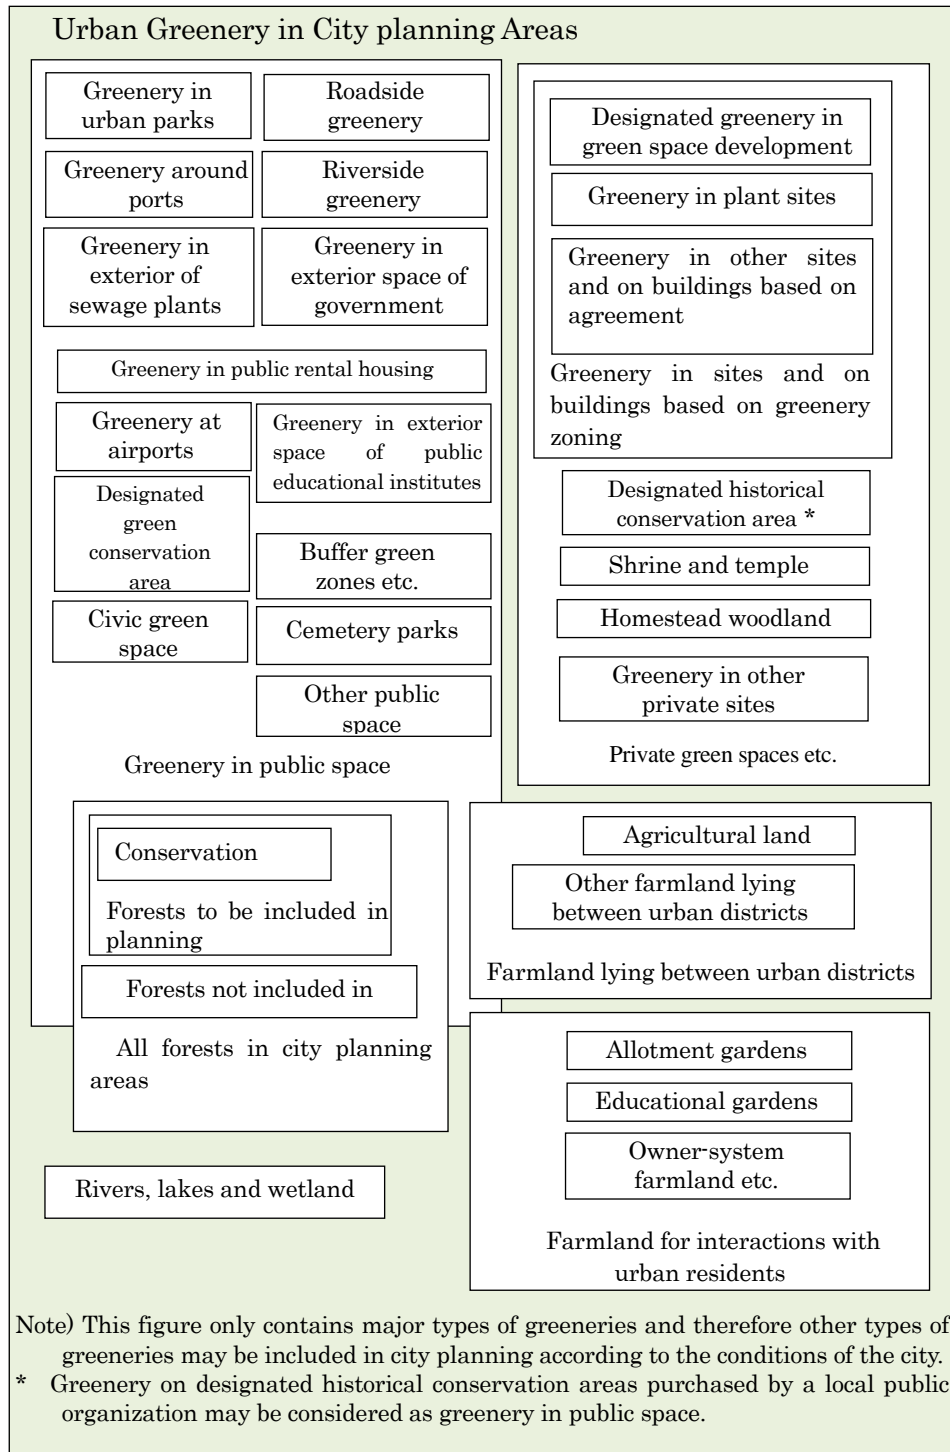 Urban Greenery in City planning Areas
Greenery in
urban parks
Roadside
greenery
Greenery around
ports
Riverside
greenery
Greenery in
exterior of
sewage plants
Greenery in
exterior space of
government
Greenery in public rental housing
Greenery at
airports
Greenery in exterior
space of public
educational institutes
Designated
green
conservation
area
Buffer green
zones etc.
Civic green
space
Cemetery parks
Other public
space
Greenery in public space
Conservation
Forests to be included in
planning
Forests not included in
All forests in city planning
areas
Rivers, lakes and wetland
Designated greenery in
green space development
Greenery in plant sites
Greenery in other sites
and on buildings based on
agreement
Greenery in sites and on
buildings based on greenery
zoning
Designated historical
conservation area *
Shrine and temple
Homestead woodland
Greenery in other
private sites
Private green spaces etc.
Agricultural land
Other farmland lying
between urban districts
Farmland lying between urban districts
Allotment gardens
Educational gardens
Owner-system
farmland etc.
Farmland for interactions with
urban residents
Note) This figure only contains major types of greeneries and therefore other types of
greeneries may be included in city planning according to the conditions of the city.
* Greenery on designated historical conservation areas purchased by a local public
organization may be considered as greenery in public space.